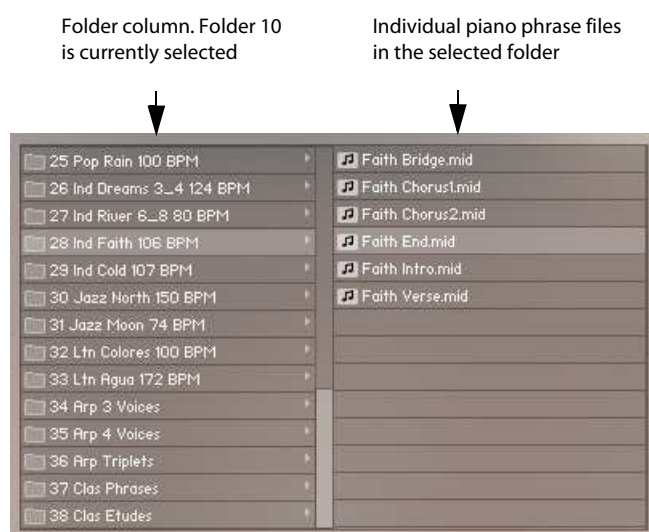 Folder column. Folder 10
is currently selected
Individual piano phrase files
in the selected folder
25 Pop Rain 100 BPM
26 Ind Dreams 3_4 124 BPM
27 Ind River 6_8 80 BPM
28 Ind Faith 106 BPM
29 Ind Cold 107 BPM
30 Jazz North 150 BPM
31 Jazz Moon 74 BPM
32 Ltn Colores 100 BPM
33 Ltn Agua 172 BPM
34 Arp 3 Voices
35 Arp 4 Voices
36 Arp Triplets
37 Clas Phrases
38 Clas Etudes
Faith Bridge.mid
Faith Chorus1.mid
Faith Chorus2.mid
Faith End.mid
Faith Intro.mid
Faith Verse.mid